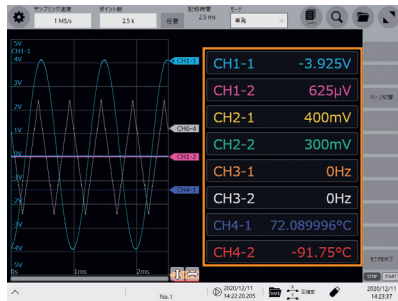 サンプリング速度
1 MS/s
ポイント数
2.5 k
任意
記録時間
2.5 ms
モード
単発
5V
CH1-1
4V
3V
2V
1V
0V
-2V
-3V
-4V
-5V
0s
1ms
2ms
CH1-1
CH6-4
CH1-2
CH4-1
CH1-1 -3.925V
CH1-2 625μV
CH2-1 400mV
CH2-2 300mV
CH3-1 0Hz
CH3-2 0Hz
CH4-1 72.089996°C
CH4-2 -91.75°C
ページ切替
モニタ終了
STOP START
No. 1
2020/12/11
14:22:20.205
2020/12/11
14:23:37